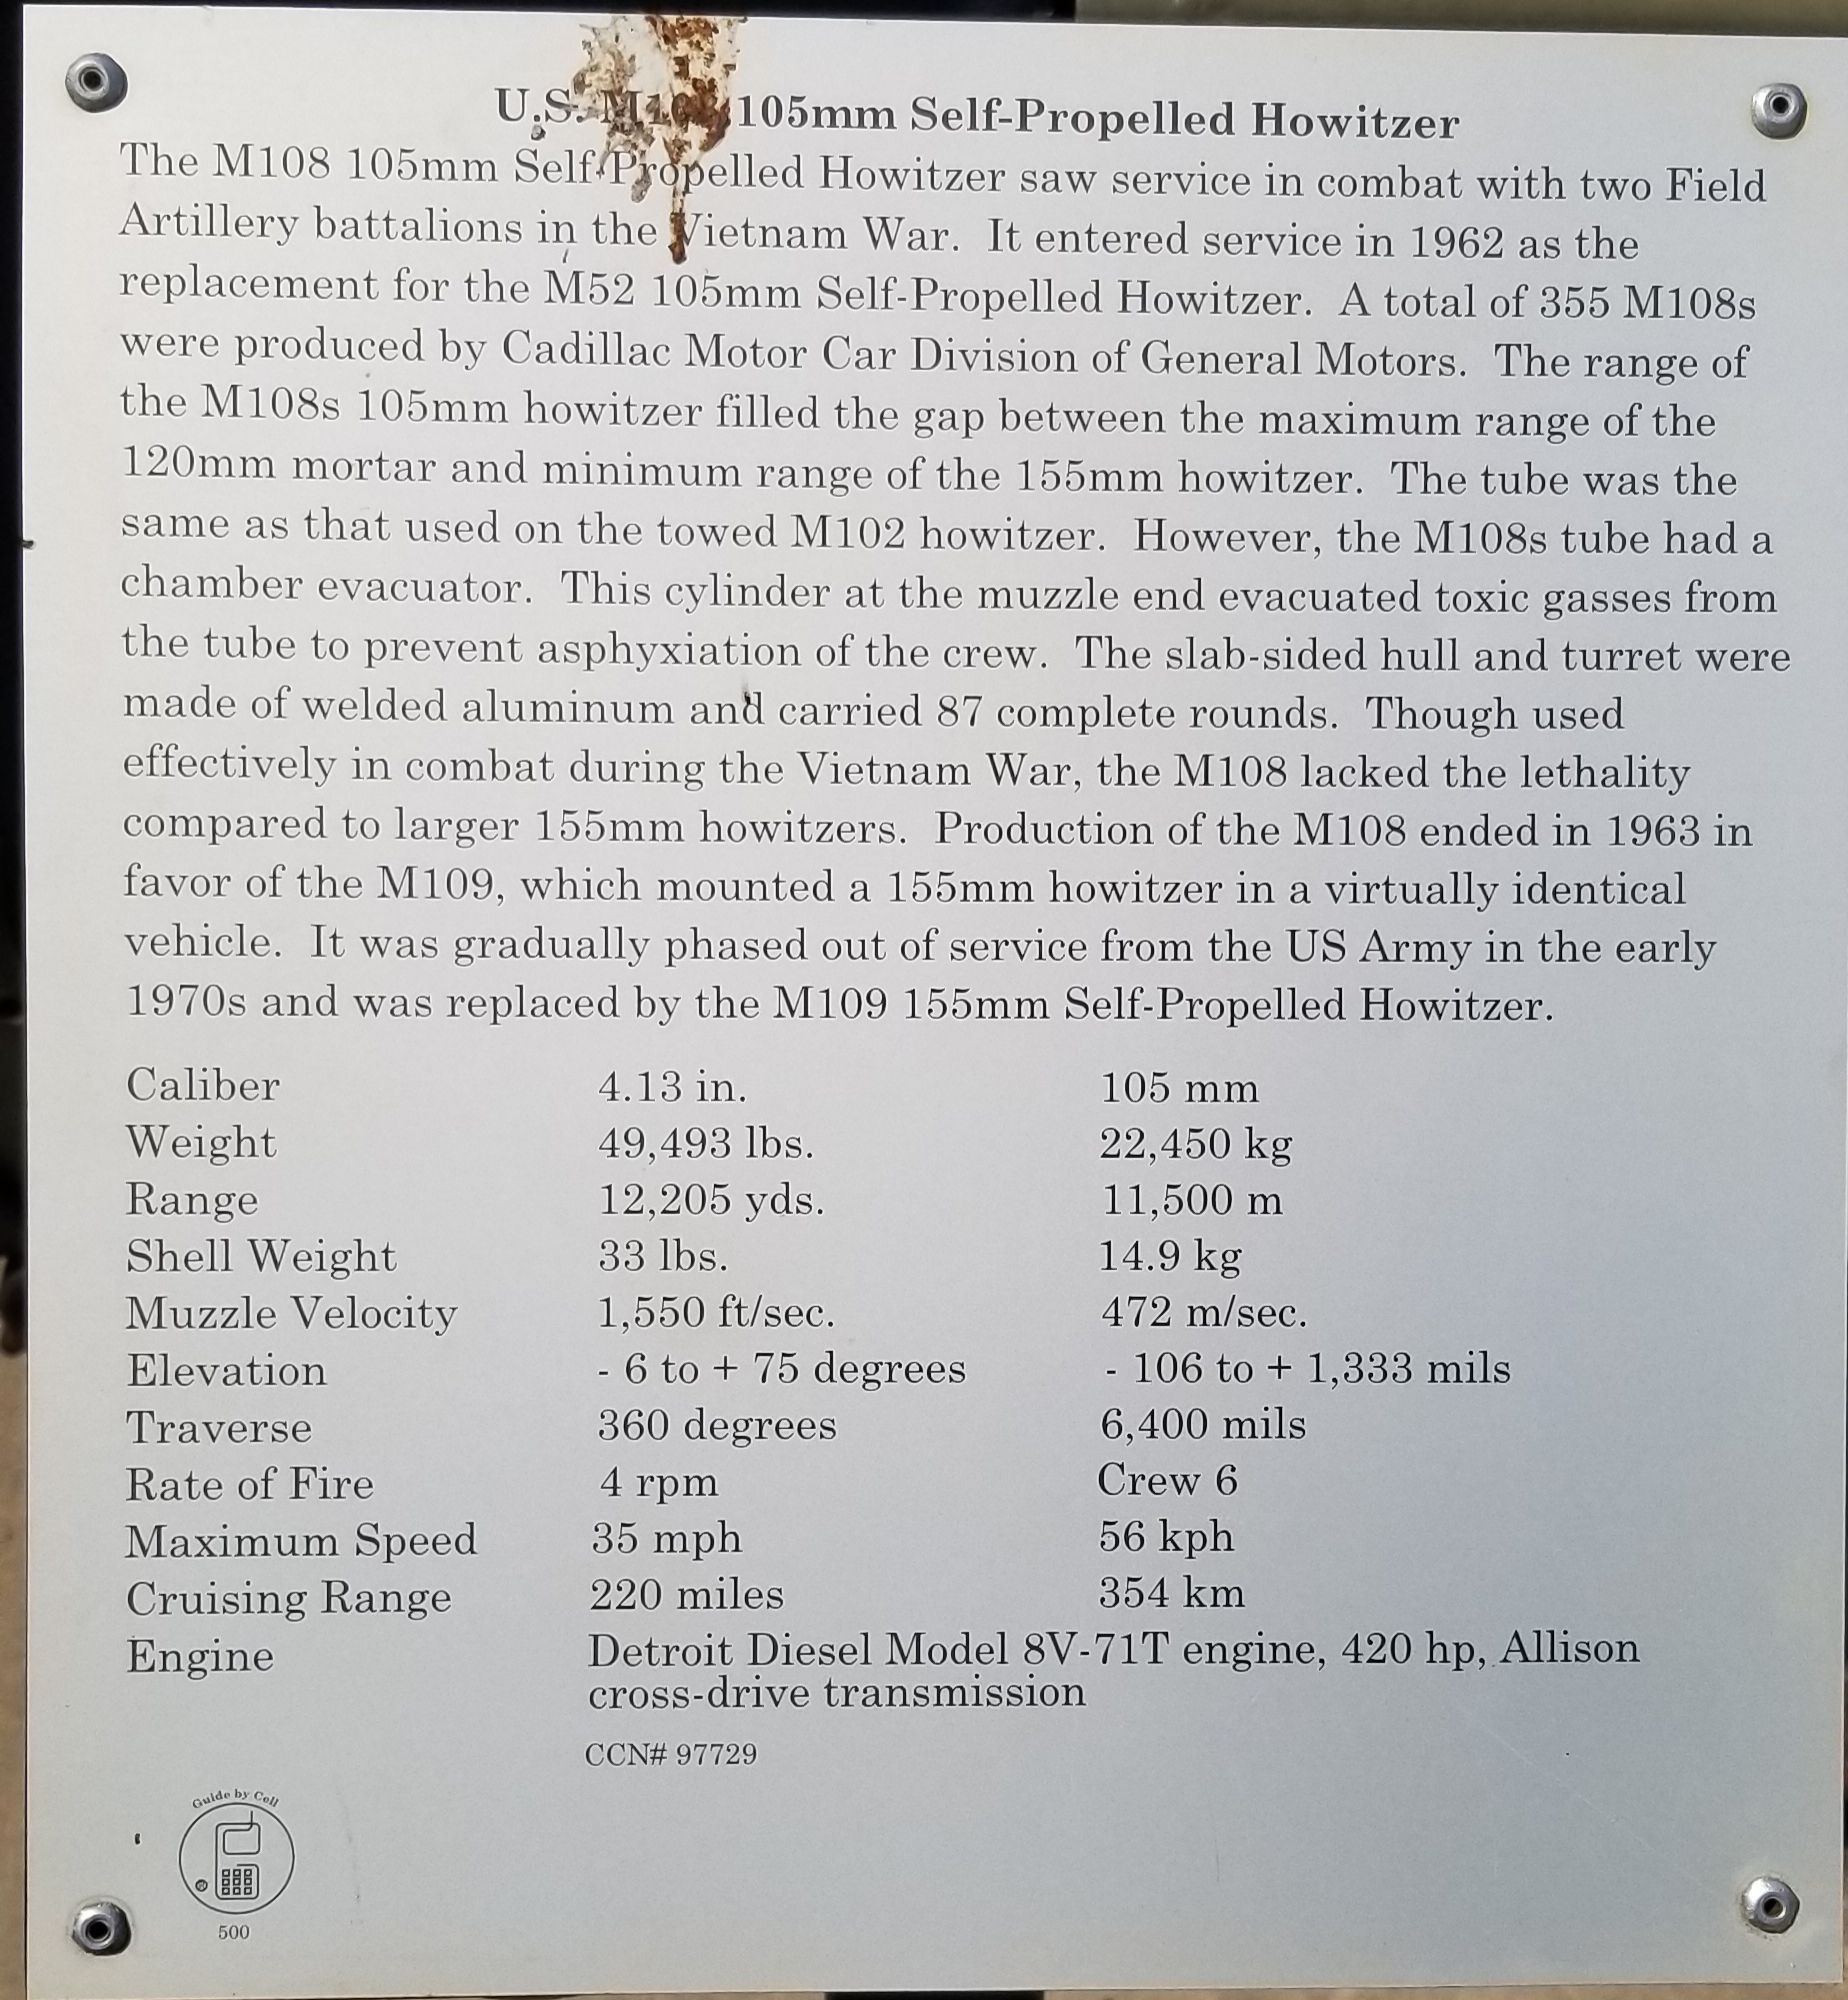 U.S. M108 105mm Self-Propelled Howitzer
The M108 105mm Self-Propelled Howitzer saw service in combat with two Field
Artillery battalions in the Vietnam War. It entered service in 1962 as the
replacement for the M52 105mm Self-Propelled Howitzer. A total of 355 M108s
were produced by Cadillac Motor Car Division of General Motors. The range of
the M108s 105mm howitzer filled the gap between the maximum range of the
120mm mortar and minimum range of the 155mm howitzer. The tube was the
same as that used on the towed M102 howitzer. However, the M108s tube had a
chamber evacuator. This cylinder at the muzzle end evacuated toxic gasses from
the tube to prevent asphyxiation of the crew. The slab-sided hull and turret were
made of welded aluminum and carried 87 complete rounds. Though used
effectively in combat during the Vietnam War, the M108 lacked the lethality
compared to larger 155mm howitzers. Production of the M108 ended in 1963 in
favor of the M109, which mounted a 155mm howitzer in a virtually identical
vehicle. It was gradually phased out of service from the US Army in the early
1970s and was replaced by the M109 155mm Self-Propelled Howitzer.
Caliber 4.13 in. 105 mm
Weight 49,493 lbs. 22,450 kg
Range 12,205 yds. 11,500 m
Shell Weight 33 lbs. 14.9 kg
Muzzle Velocity 1,550 ft/sec. 472 m/sec.
Elevation - 6 to + 75 degrees - 106 to + 1,333 mils
Traverse 360 degrees 6,400 mils
Rate of Fire 4 rpm Crew 6
Maximum Speed 35 mph 56 kph
Cruising Range 220 miles 354 km
Engine Detroit Diesel Model 8V-71T engine, 420 hp, Allison
cross-drive transmission
CCN# 97729
Guide by Cell
500